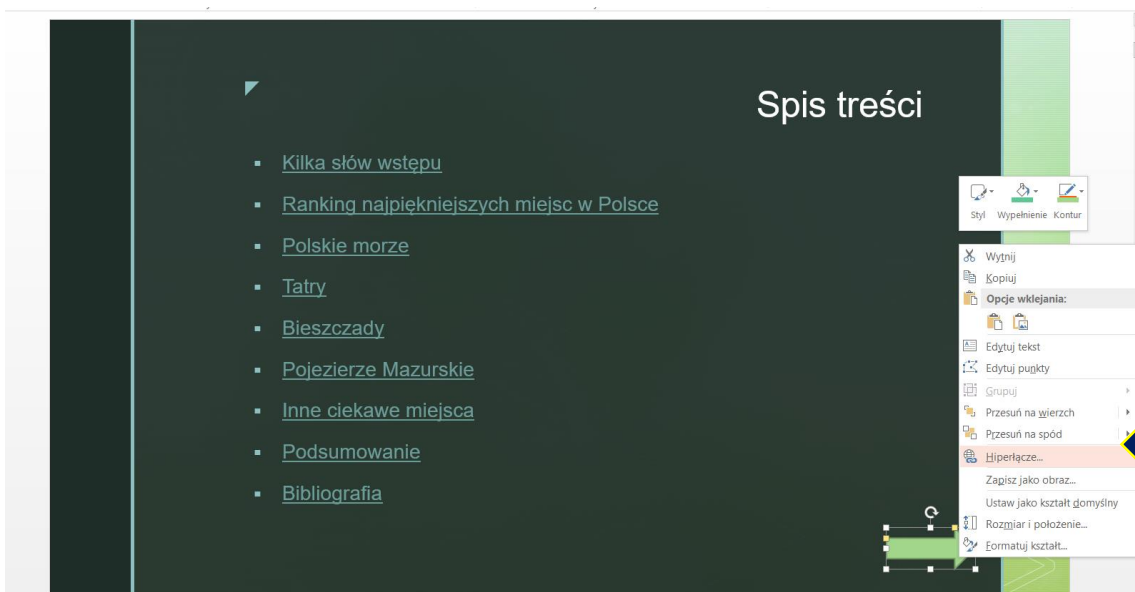 Spis treści
Kilka słów wstępu
Ranking najpiękniejszych miejsc w Polsce
Polskie morze
Tatry
Bieszczady
Pojezierze Mazurskie
Inne ciekawe miejsca
Podsumowanie
Bibliografia
Styl Wypełnienie Kontur
Wytnij
Kopiuj
Opcje wklejania:
Edytuj tekst
Edytuj punkty
Grupuj
Przesuń na wierzch
Przesuń na spód
Hiperłącze...
Zapisz jako obraz...
Ustaw jako kształt domyślny
Rozmiar i położenie...
Formatuj kształt...